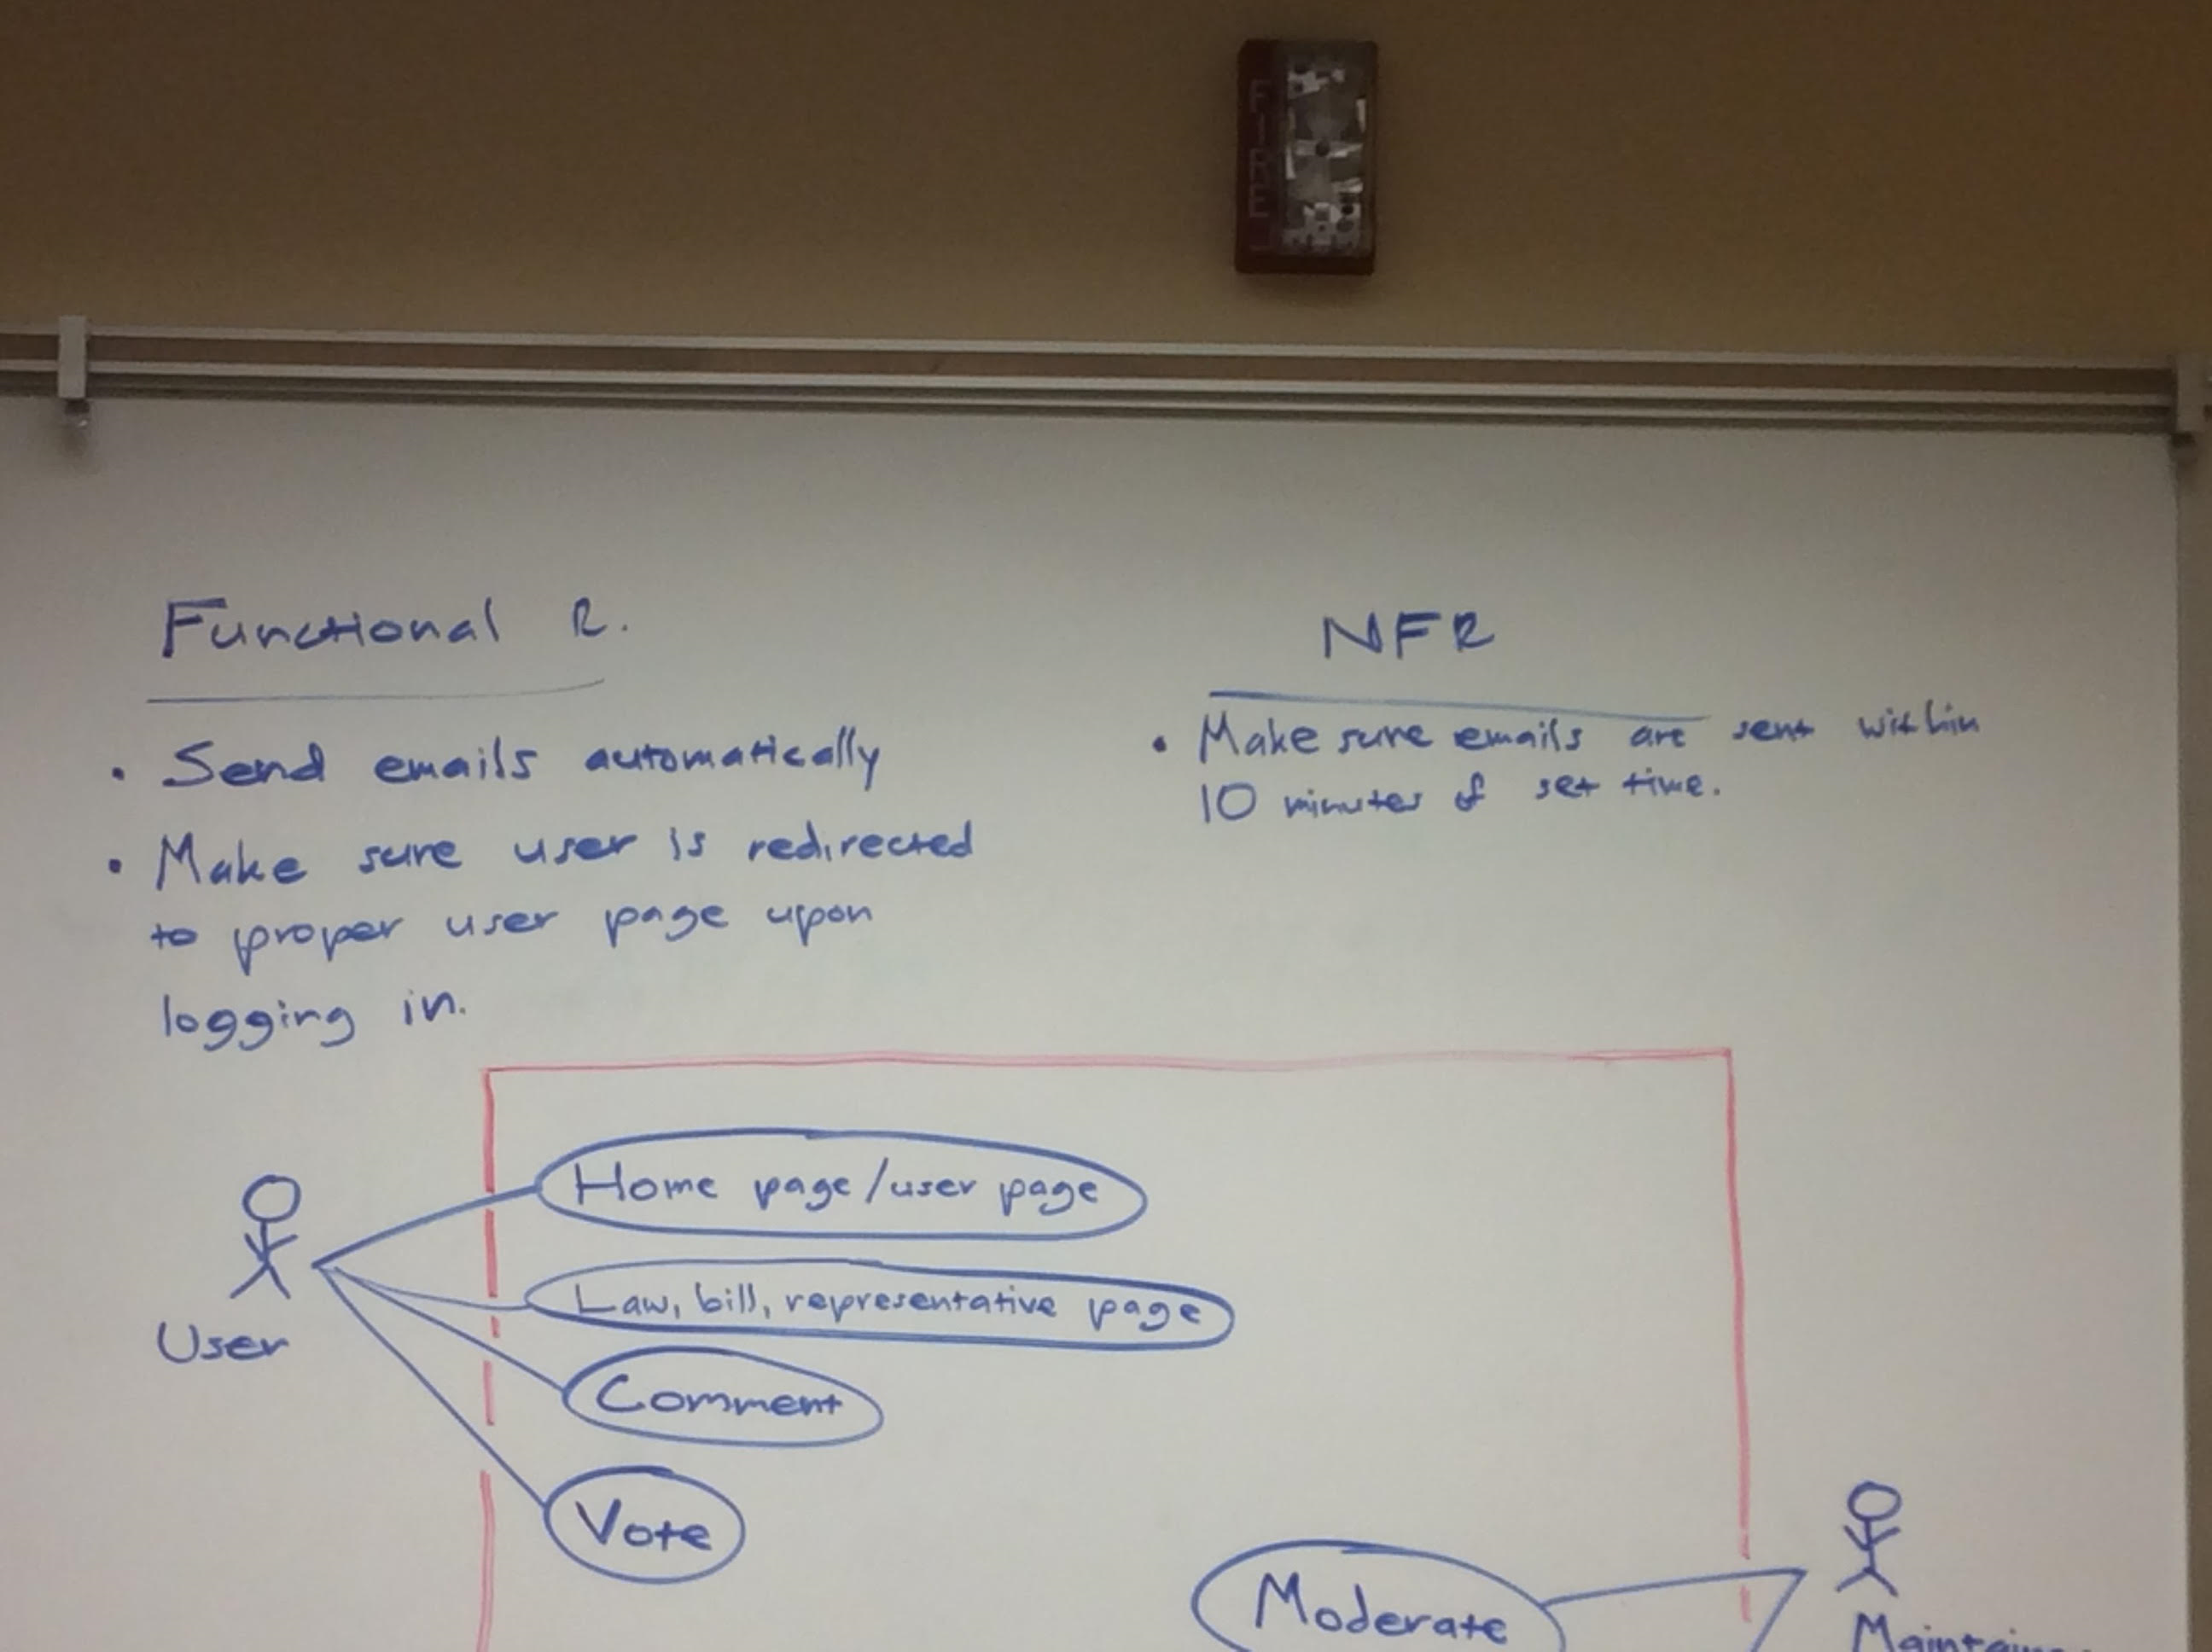 FIRE
Functional R.
• Send emails automatically
• Make sure user is redirected
to proper user page upon
logging in.
NFR
• Make sure emails are sent within
10 minutes of set time.
User
Home page/user page
Law, bill, representative page
Comment
Vote
Moderate